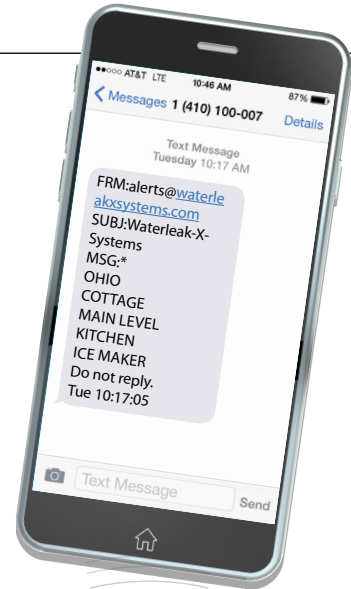 ●●○○○ AT&T LTE 10:46 AM 87%
Messages 1 (410) 100-007 Details
Text Message
Tuesday 10:17 AM
FRM:alerts@waterle
akxsystems.com
SUBJ:Waterleak-X-
Systems
MSG:*
OHIO
COTTAGE
MAIN LEVEL
KITCHEN
ICE MAKER
Do not reply.
Tue 10:17:05
Text Message Send